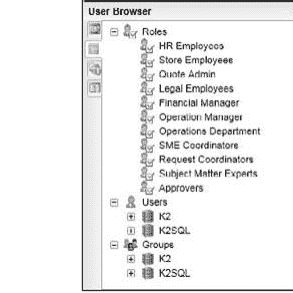 User Browser
Roles
HR Employees
Store Employees
Quote Admin
Legal Employees
Financial Manager
Operation Manager
Operations Department
SME Coordinators
Request Coordinators
Subject Matter Experts
Approvers
Users
K2
K2SQL
Groups
K2
K2SQL